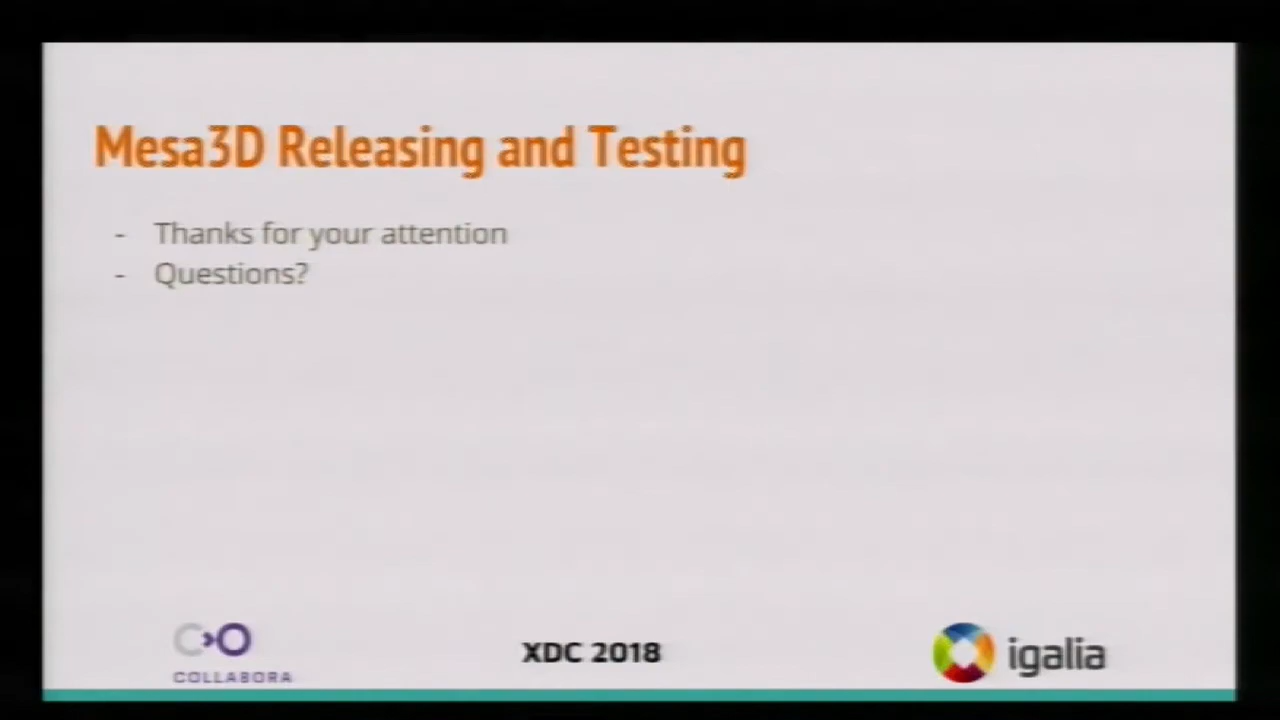 Mesa3D Releasing and Testing
- Thanks for your attention
- Questions?
COLLABORA
XDC 2018
igalia